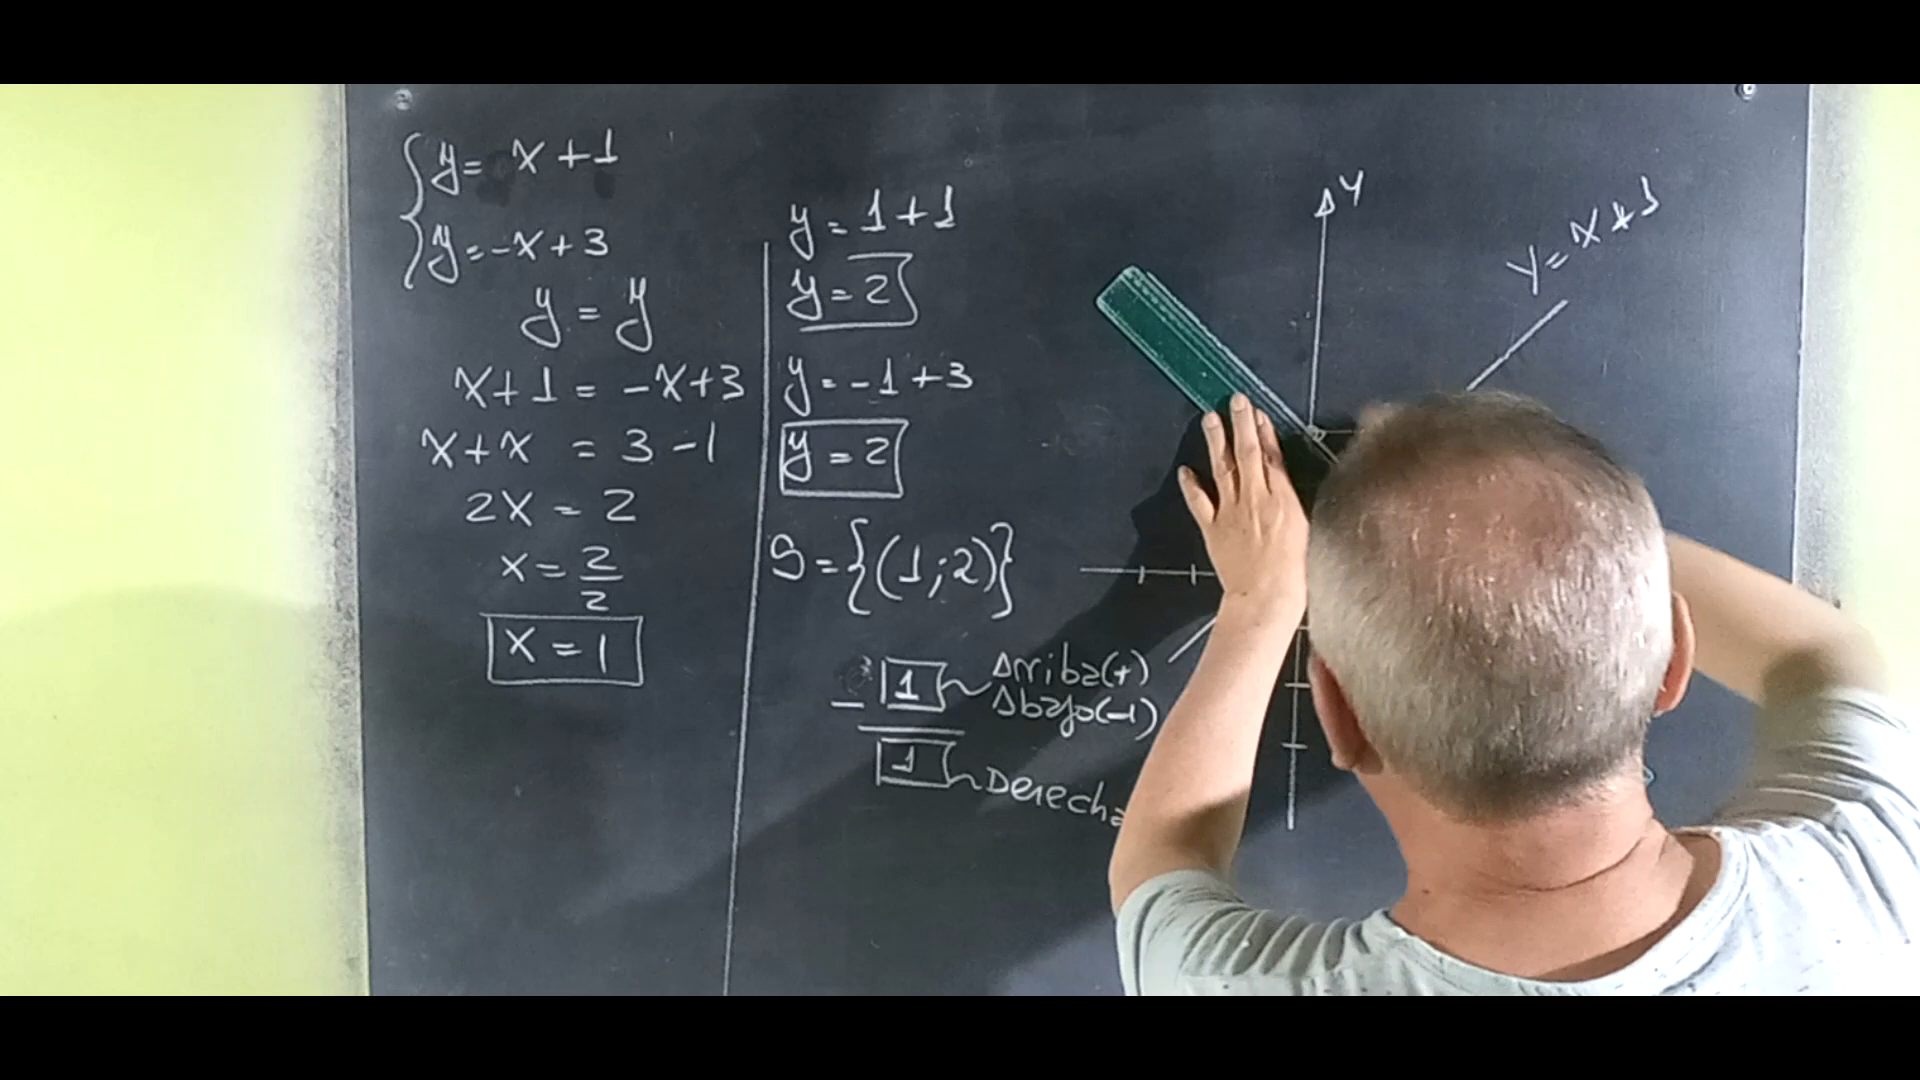 y = x + 1
y = -x + 3
y = y
x + 1 = -x + 3
x + x = 3 - 1
2x = 2
x = 2/2
x = 1
y = 1 + 1
y = 2
y = -1 + 3
y = 2
S = {(1;2)}
- 1 Arriba(+)
Abajo(-1)
1 Derecha
Y
Y = X + 1